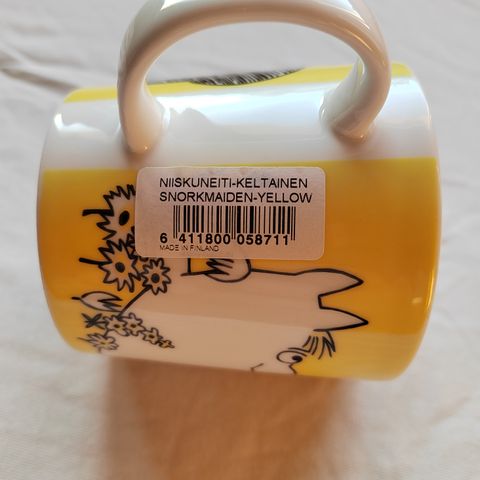 NIISKUNEITI-KELTAINEN
SNORKMAIDEN-YELLOW
6 411800 058711
MADE IN FINLAND